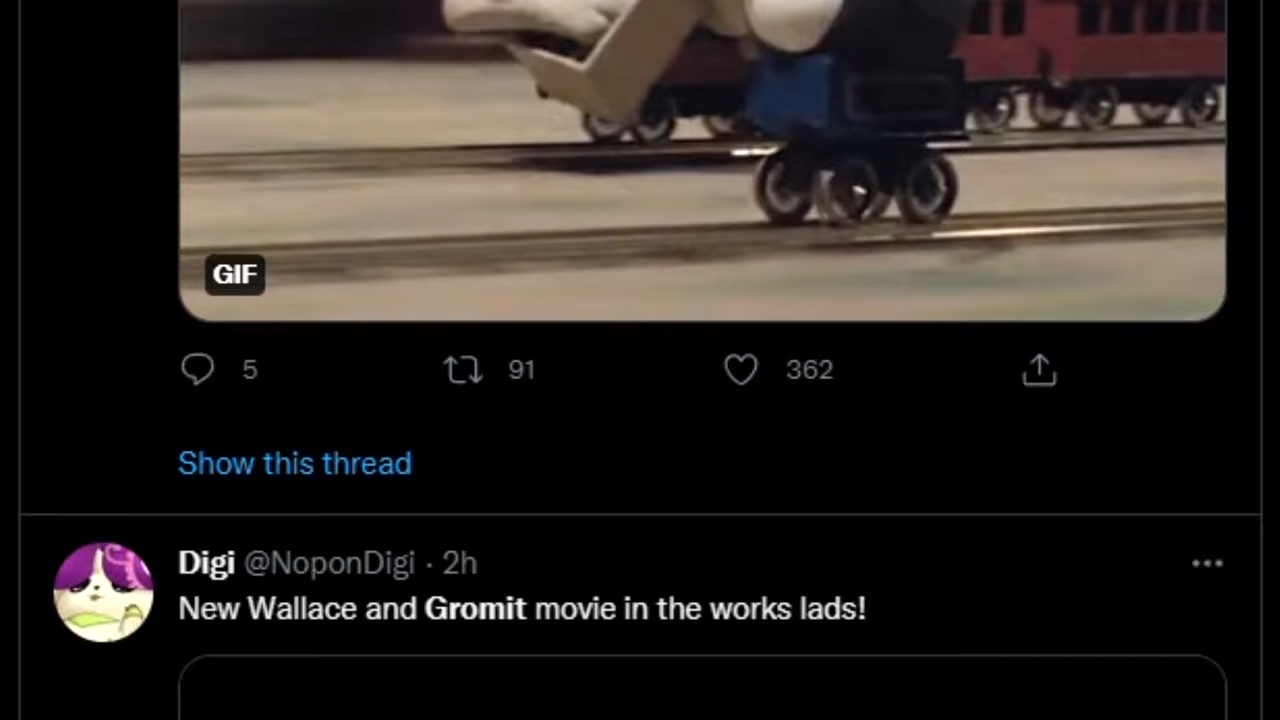 GIF
5 91 362
Show this thread
Digi @NoponDigi · 2h
New Wallace and Gromit movie in the works lads!